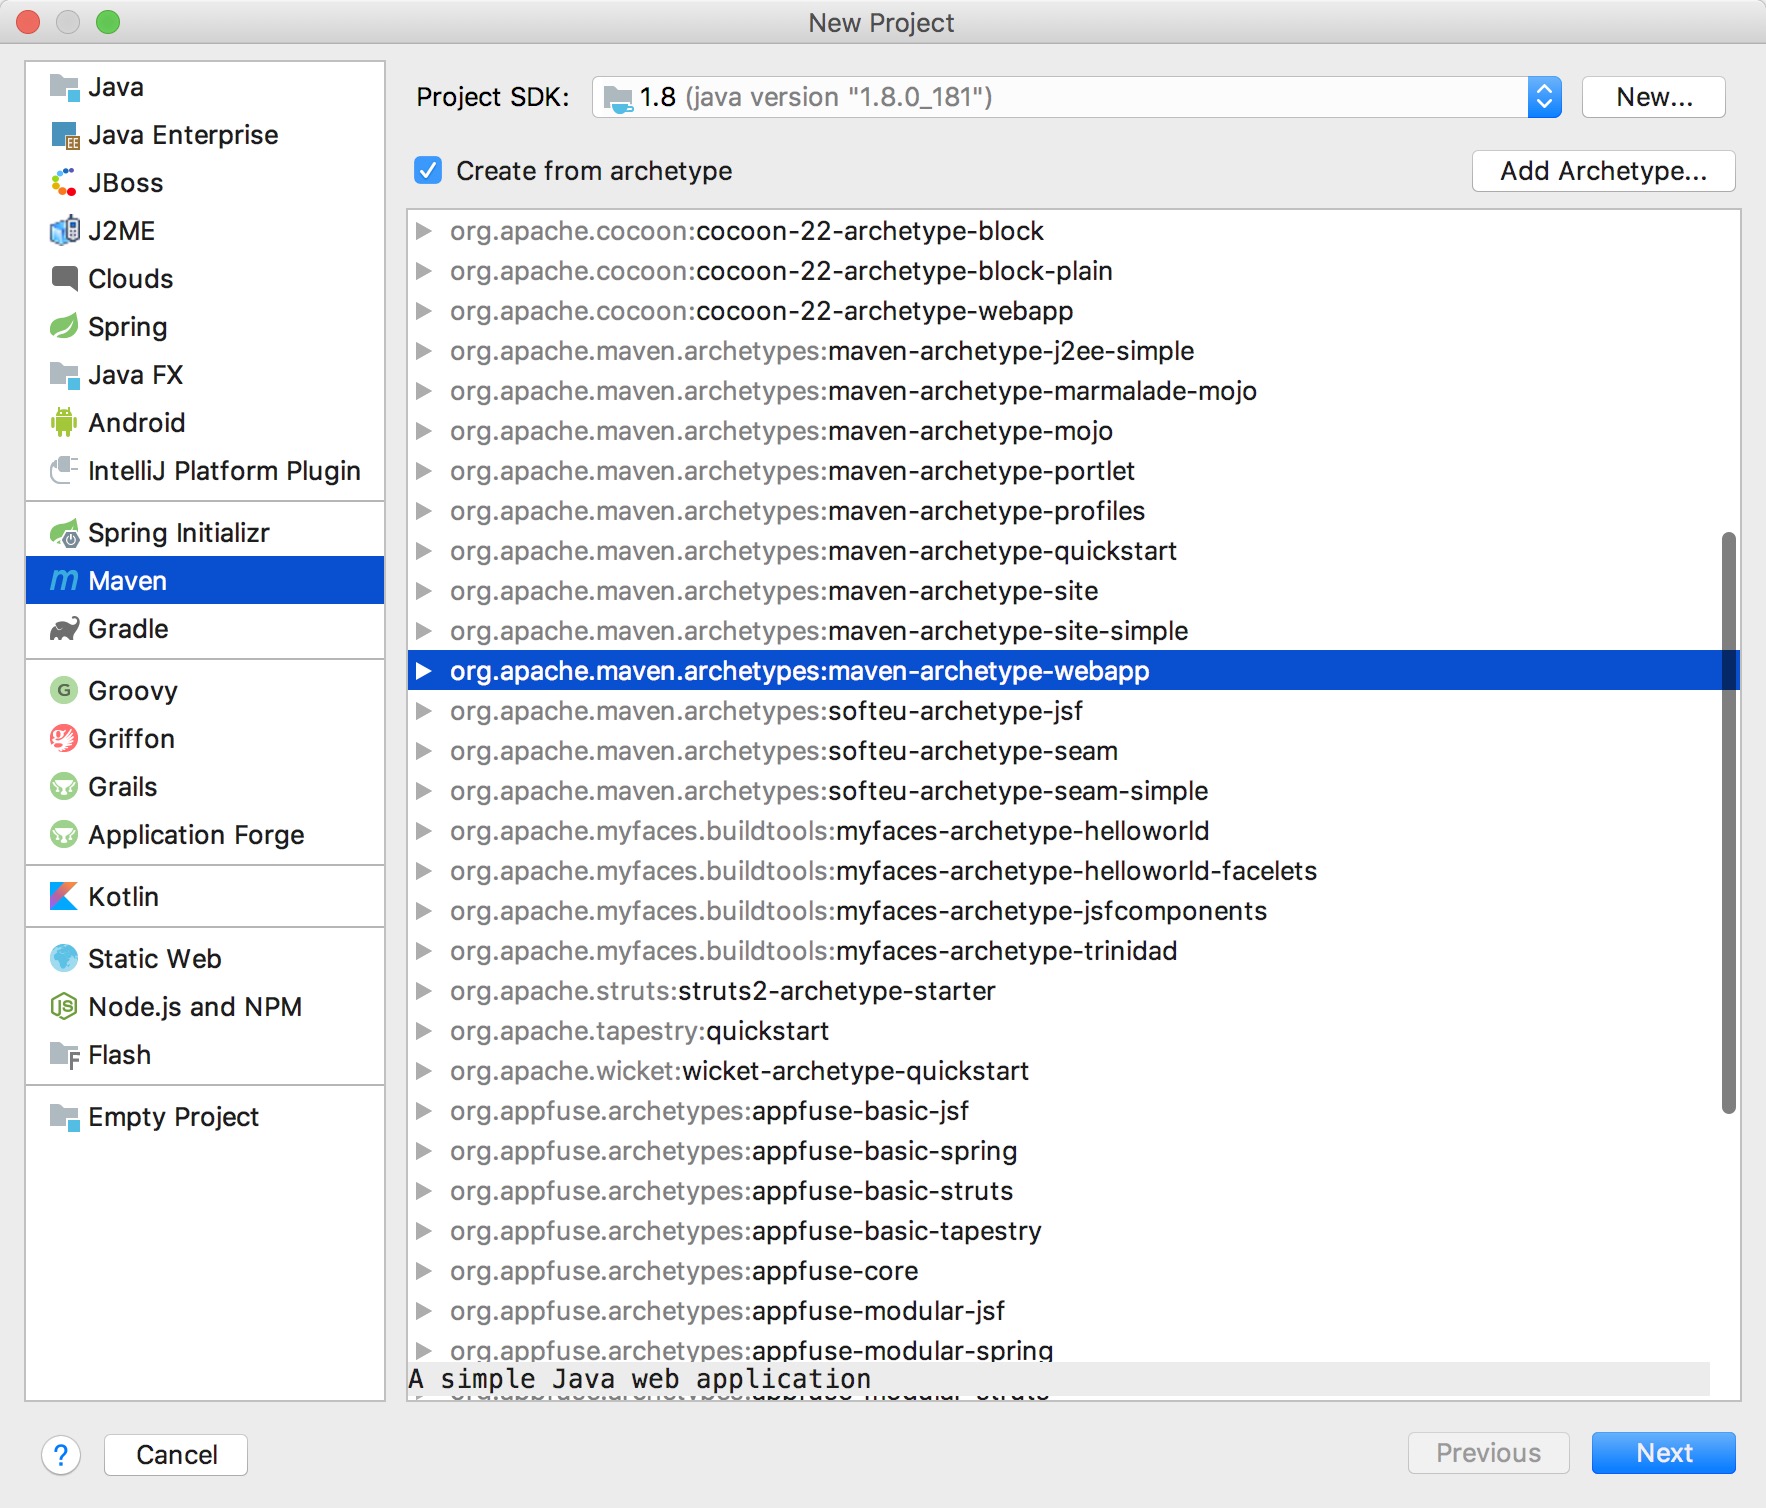 New Project
Java
Java Enterprise
EE
JBoss
J2ME
Clouds
Spring
Java FX
Android
IntelliJ Platform Plugin
Spring Initializr
m Maven
Gradle
G Groovy
Griffon
Grails
Application Forge
Kotlin
Static Web
JS Node.js and NPM
F Flash
Empty Project
Project SDK: 1.8 (java version "1.8.0_181") New...
Create from archetype Add Archetype...
org.apache.cocoon:cocoon-22-archetype-block
org.apache.cocoon:cocoon-22-archetype-block-plain
org.apache.cocoon:cocoon-22-archetype-webapp
org.apache.maven.archetypes:maven-archetype-j2ee-simple
org.apache.maven.archetypes:maven-archetype-marmalade-mojo
org.apache.maven.archetypes:maven-archetype-mojo
org.apache.maven.archetypes:maven-archetype-portlet
org.apache.maven.archetypes:maven-archetype-profiles
org.apache.maven.archetypes:maven-archetype-quickstart
org.apache.maven.archetypes:maven-archetype-site
org.apache.maven.archetypes:maven-archetype-site-simple
org.apache.maven.archetypes:maven-archetype-webapp
org.apache.maven.archetypes:softeu-archetype-jsf
org.apache.maven.archetypes:softeu-archetype-seam
org.apache.maven.archetypes:softeu-archetype-seam-simple
org.apache.myfaces.buildtools:myfaces-archetype-helloworld
org.apache.myfaces.buildtools:myfaces-archetype-helloworld-facelets
org.apache.myfaces.buildtools:myfaces-archetype-jsfcomponents
org.apache.myfaces.buildtools:myfaces-archetype-trinidad
org.apache.struts:struts2-archetype-starter
org.apache.tapestry:quickstart
org.apache.wicket:wicket-archetype-quickstart
org.appfuse.archetypes:appfuse-basic-jsf
org.appfuse.archetypes:appfuse-basic-spring
org.appfuse.archetypes:appfuse-basic-struts
org.appfuse.archetypes:appfuse-basic-tapestry
org.appfuse.archetypes:appfuse-core
org.appfuse.archetypes:appfuse-modular-jsf
org.appfuse.archetypes:appfuse-modular-spring
A simple Java web application
? Cancel Previous Next